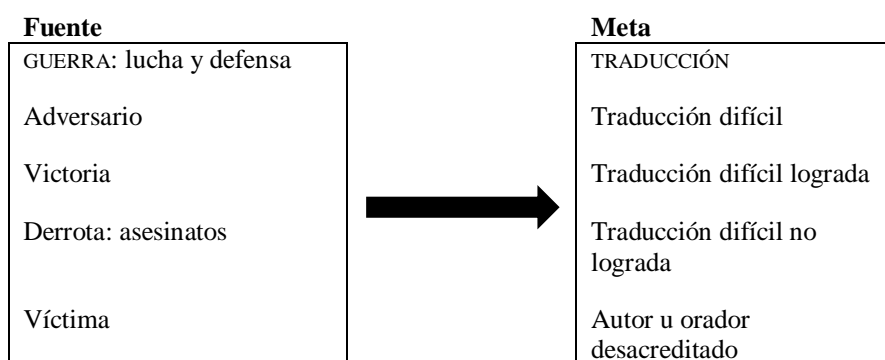 Fuente
GUERRA: lucha y defensa
Adversario
Victoria
Derrota: asesinatos
Víctima
Meta
TRADUCCIÓN
Traducción difícil
Traducción difícil lograda
Traducción difícil no
lograda
Autor u orador
desacreditado